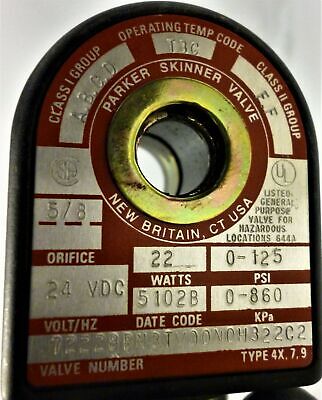 OPERATING TEMP CODE
T3C
CLASS I GROUP
A,B,C,D
CLASS II GROUP
E,F
PARKER SKINNER VALVE
NEW BRITAIN, CT USA
UL
LISTED
GENERAL
PURPOSE
VALVE FOR
HAZARDOUS
LOCATIONS 644A
5/8
ORIFICE
22
WATTS
0-125
PSI
24 VDC
VOLT/HZ
5102B
DATE CODE
0-860
KPa
VALVE NUMBER
TYPE 4X, 7, 9